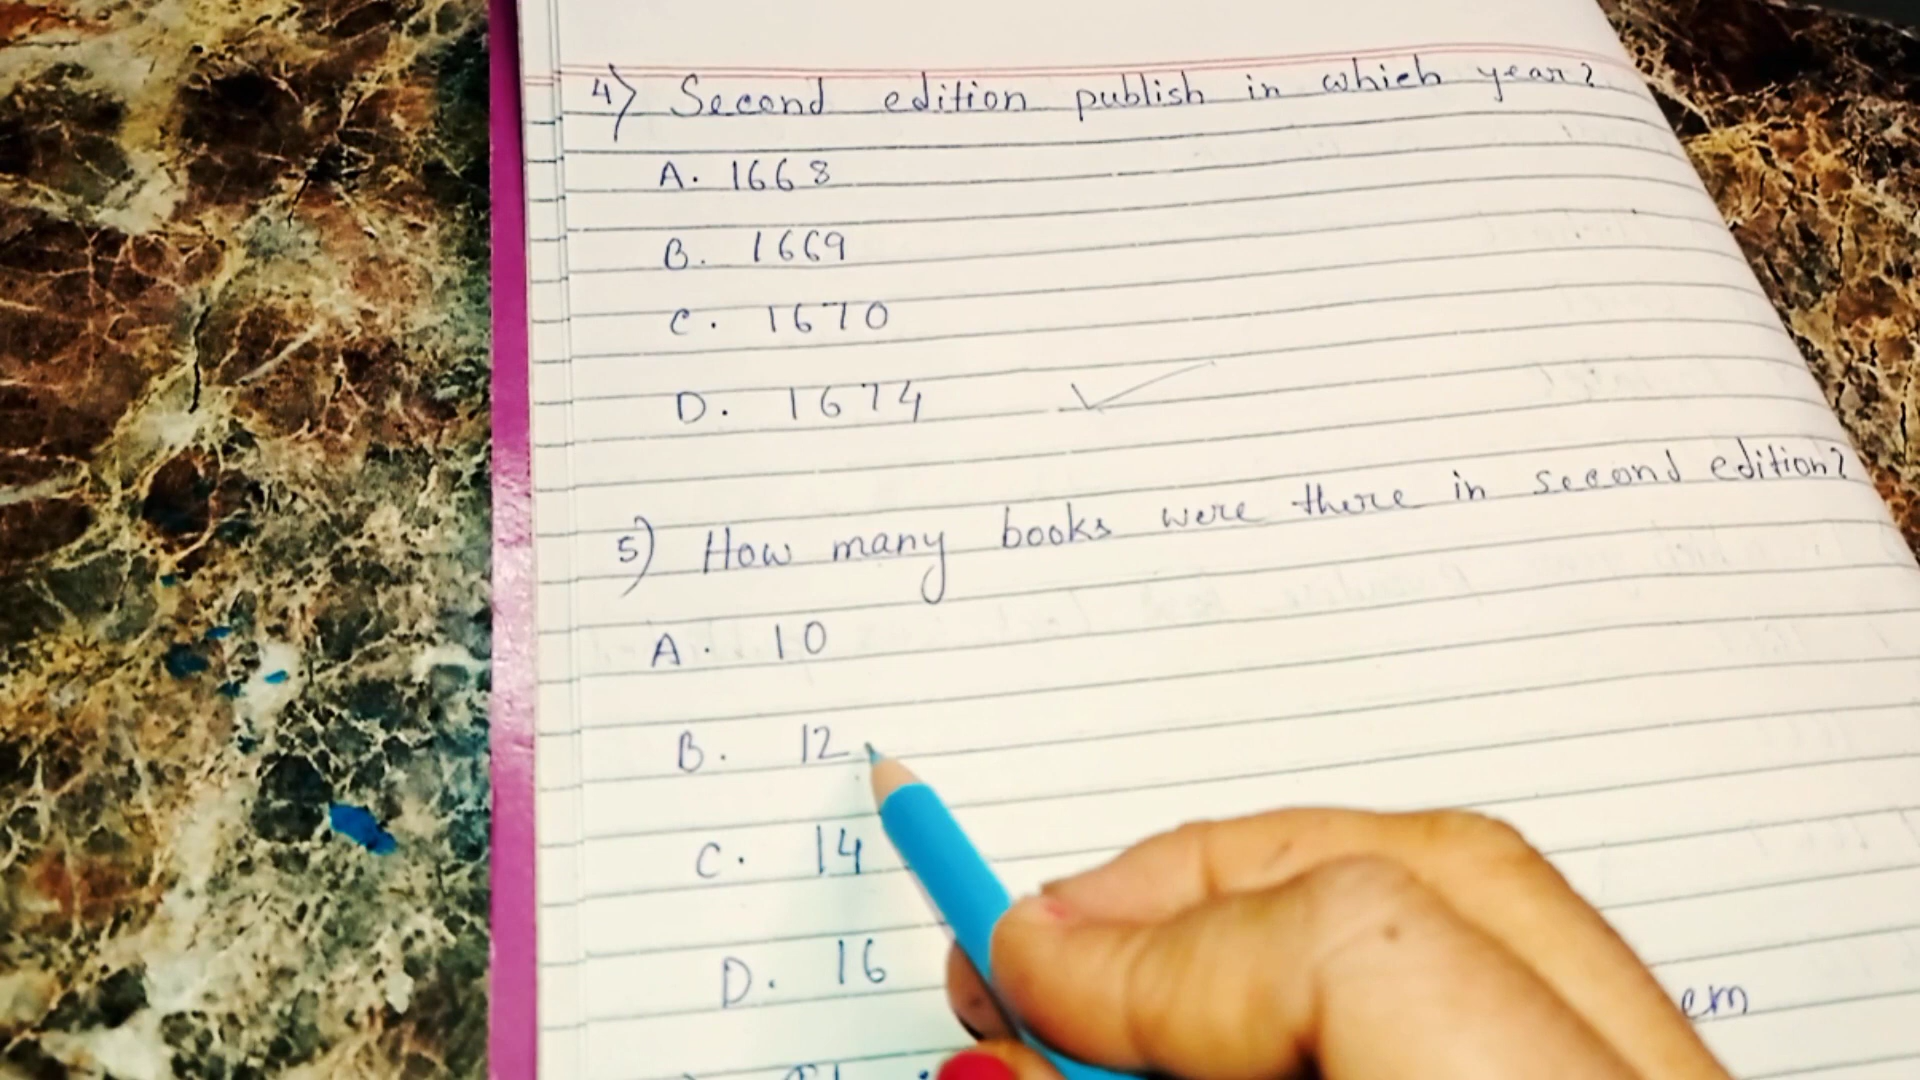 4) Second edition publish in which year?
A. 1668
B. 1669
C. 1670
D. 1674
5) How many books were there in second edition?
A. 10
B. 12
C. 14
D. 16
em